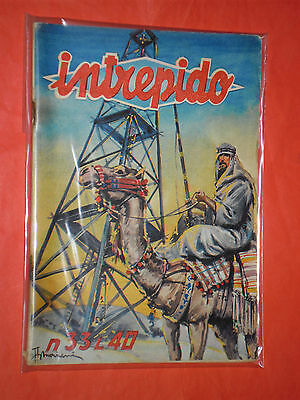 intrepido
n. 33 L. 40